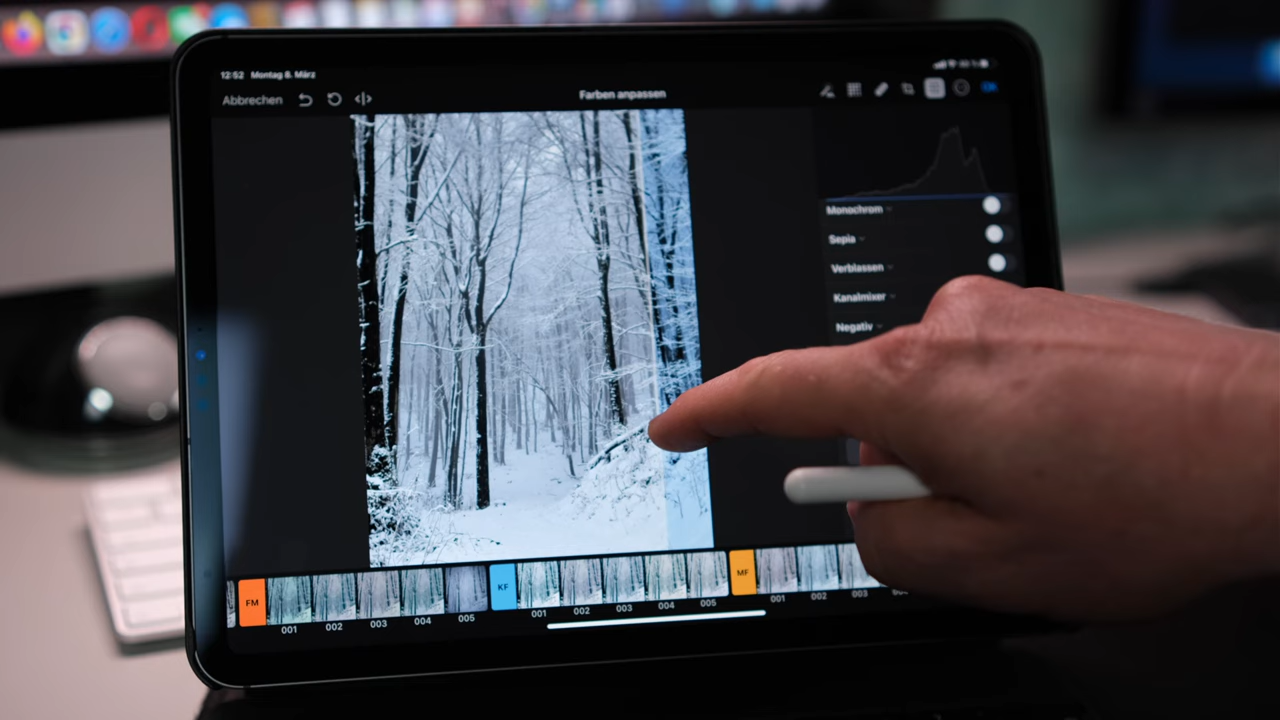 12:52 Montag 8. März
Abbrechen
Farben anpassen
Monochrom
Sepia
Verblassen
Kanalmixer
Negativ
FM
KF
MF
001 002 003 004 005
001 002 003 004 005
001 002 003